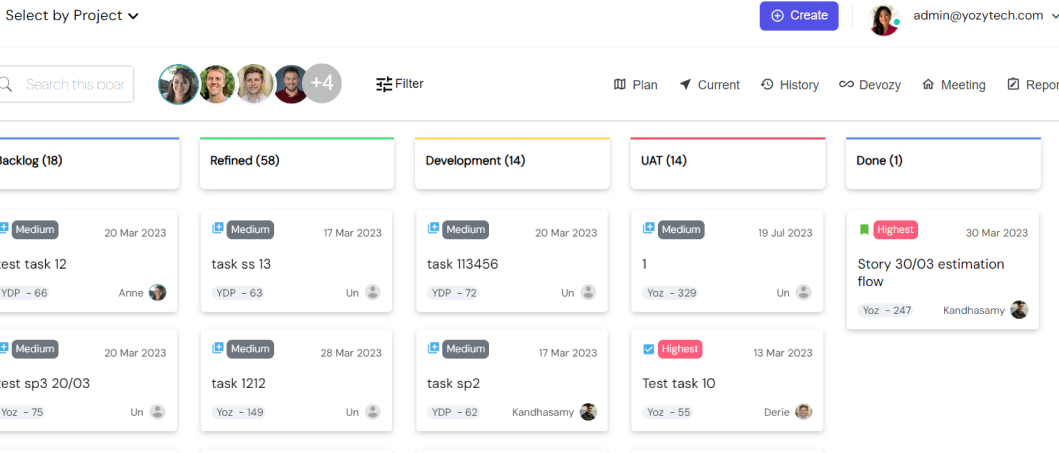 Select by Project
Create
admin@yozytech.com
Search this boar
+4
Filter
Plan
Current
History
Devozy
Meeting
Repor
Backlog (18)
Refined (58)
Development (14)
UAT (14)
Done (1)
Medium
20 Mar 2023
test task 12
YDP - 66
Anne
Medium
17 Mar 2023
task ss 13
YDP - 63
Un
Medium
20 Mar 2023
task 113456
YDP - 72
Un
Medium
19 Jul 2023
1
Yoz - 329
Un
Highest
30 Mar 2023
Story 30/03 estimation
flow
Yoz - 247
Kandhasamy
Medium
20 Mar 2023
test sp3 20/03
Yoz - 75
Un
Medium
28 Mar 2023
task 1212
Yoz - 149
Un
Medium
17 Mar 2023
task sp2
YDP - 62
Kandhasamy
Highest
13 Mar 2023
Test task 10
Yoz - 55
Derie